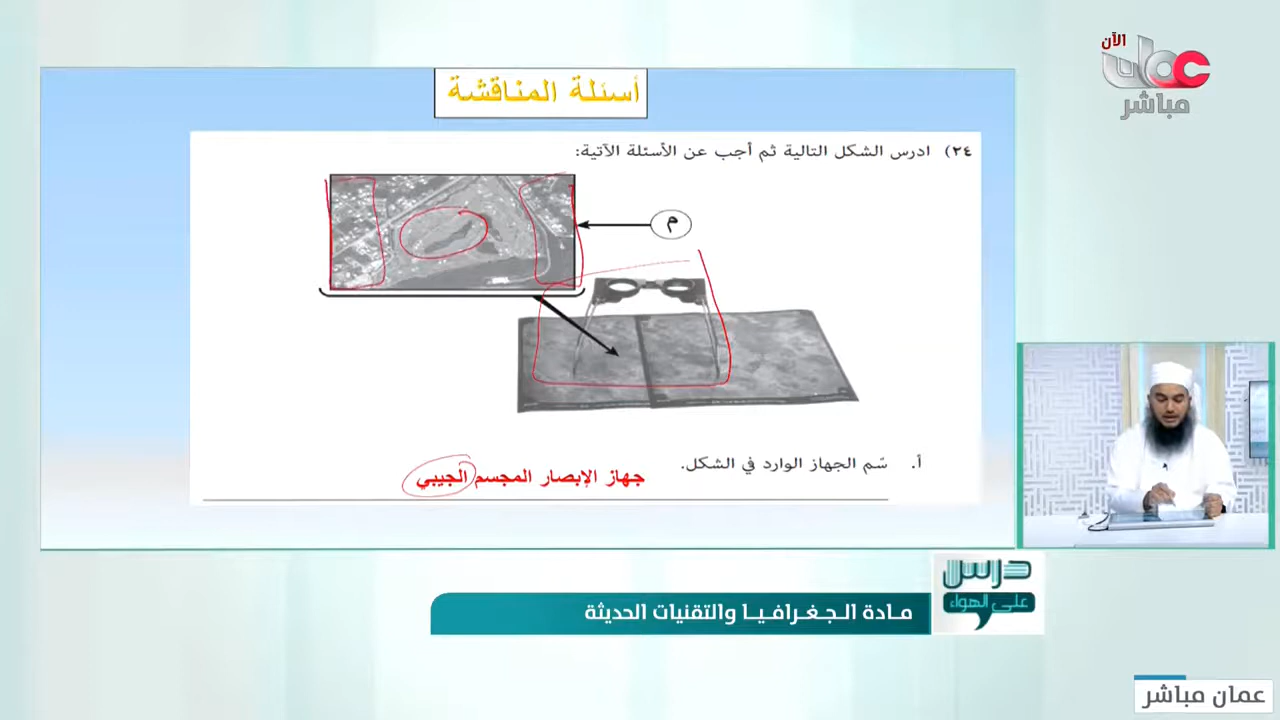 الآن
عمان
مباشر
أسئلة المناقشة
٢٤) ادرس الشكل التالية ثم أجب عن الأسئلة الآتية:
م
أ. سّم الجهاز الوارد في الشكل.
جهاز الإبصار المجسم الجيبي
درس
على الهواء
مادة الجغرافيا والتقنيات الحديثة
عمان مباشر